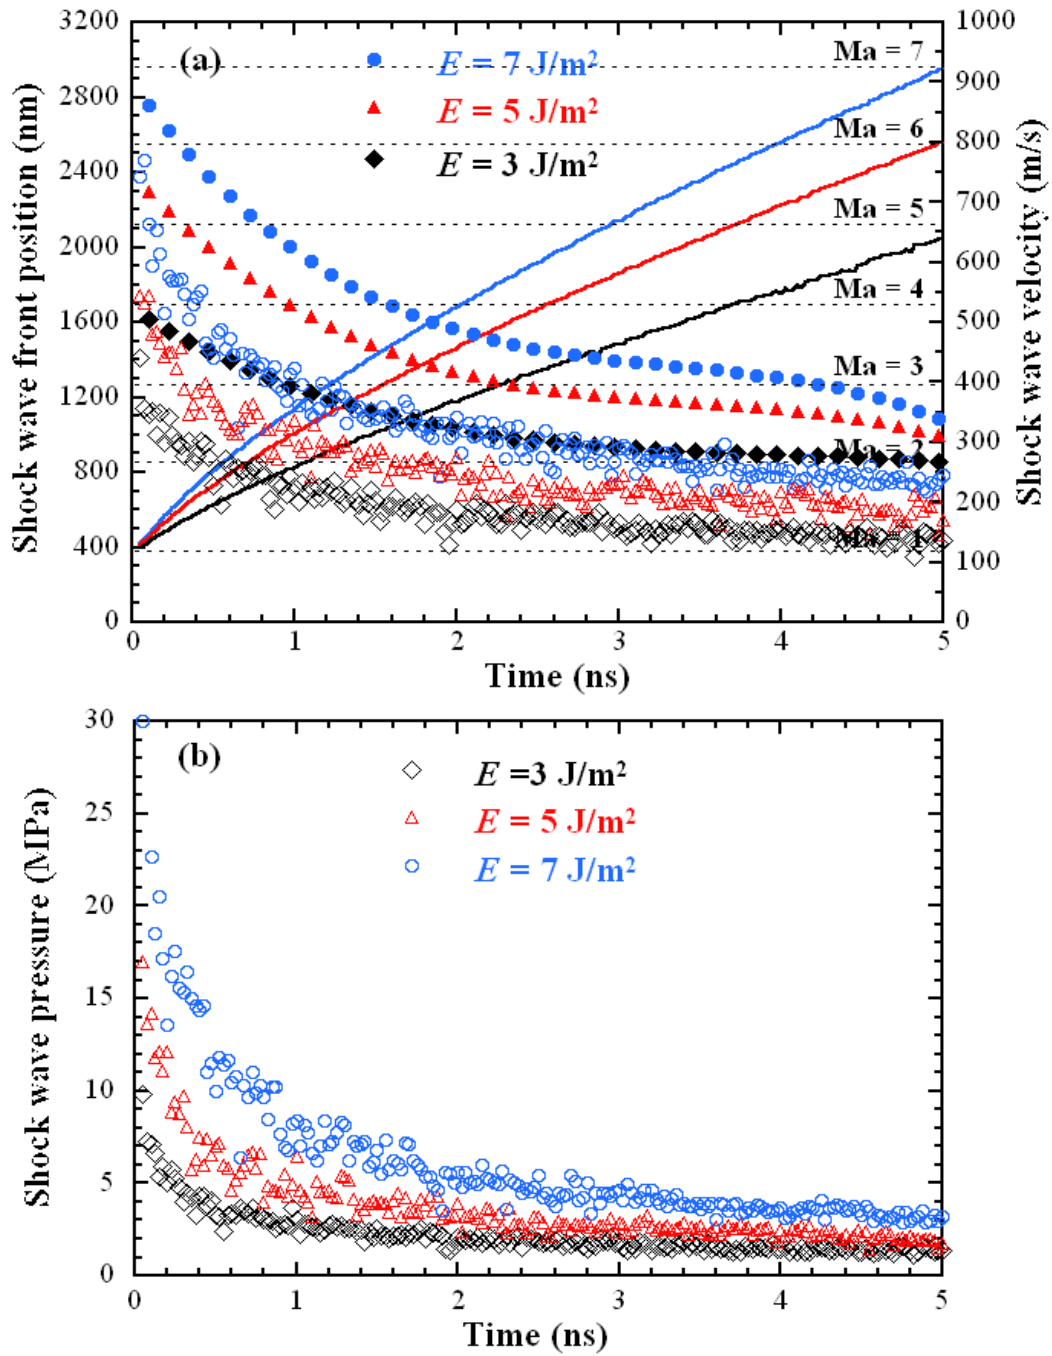 (a)
E = 7 J/m²
E = 5 J/m²
E = 3 J/m²
Ma = 7
Ma = 6
Ma = 5
Ma = 4
Ma = 3
Ma = 2
Ma = 1
Shock wave front position (nm)
3200
2800
2400
2000
1600
1200
800
400
0
Shock wave velocity (m/s)
1000
900
800
700
600
500
400
300
200
100
0
0 1 2 3 4 5
Time (ns)
(b)
E =3 J/m²
E = 5 J/m²
E = 7 J/m²
Shock wave pressure (MPa)
30
25
20
15
10
5
0
0 1 2 3 4 5
Time (ns)